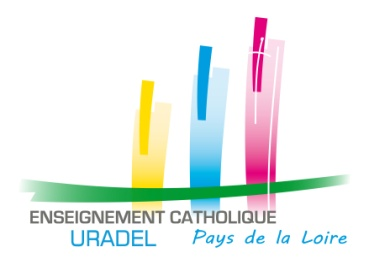 ENSEIGNEMENT CATHOLIQUE
URADEL Pays de la Loire